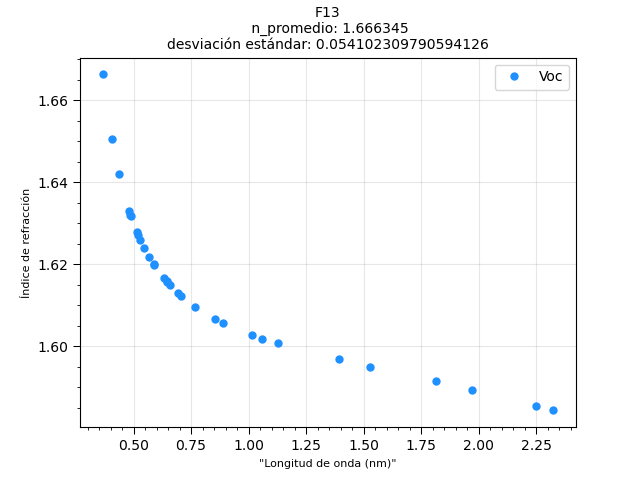 F13
n_promedio: 1.666345
desviación estándar: 0.054102309790594126
Voc
1.66
1.64
1.62
1.60
Índice de refracción
0.50 0.75 1.00 1.25 1.50 1.75 2.00 2.25
"Longitud de onda (nm)"